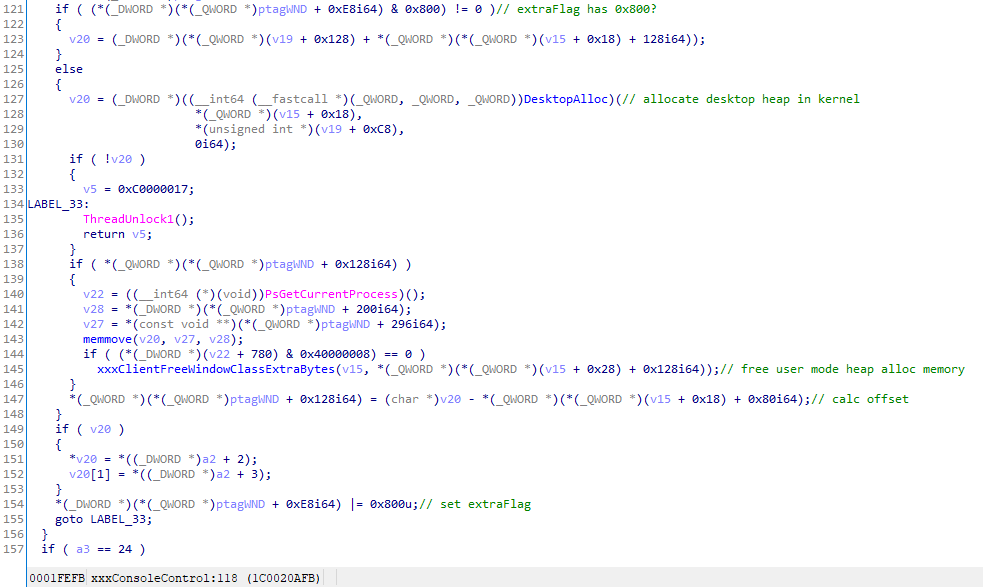 121 if ( (*(_DWORD *)(*(_QWORD *)ptagWND + 0xE8i64) & 0x800) != 0 )// extraFlag has 0x800?
122 {
123 v20 = (_DWORD *)(*(_QWORD *)(v19 + 0x128) + *(_QWORD *)(*(_QWORD *)(v15 + 0x18) + 128i64));
124 }
125 else
126 {
127 v20 = (_DWORD *)((__int64 (__fastcall *)(_QWORD, _QWORD, _QWORD))DesktopAlloc)(// allocate desktop heap in kernel
128 *(_QWORD *)(v15 + 0x18),
129 *(unsigned int *)(v19 + 0xC8),
130 0i64);
131 if ( !v20 )
132 {
133 v5 = 0xC0000017;
134 LABEL_33:
135 ThreadUnlock1();
136 return v5;
137 }
138 if ( *(_QWORD *)(*(_QWORD *)ptagWND + 0x128i64) )
139 {
140 v22 = ((__int64 (*)(void))PsGetCurrentProcess)();
141 v28 = *(_DWORD *)(*(_QWORD *)ptagWND + 200i64);
142 v27 = *(const void **)(*(_QWORD *)ptagWND + 296i64);
143 memmove(v20, v27, v28);
144 if ( (*(_DWORD *)(v22 + 780) & 0x40000008) == 0 )
145 xxxClientFreeWindowClassExtraBytes(v15, *(_QWORD *)(*(_QWORD *)(v15 + 0x28) + 0x128i64));// free user mode heap alloc memory
146 }
147 *(_QWORD *)(*(_QWORD *)ptagWND + 0x128i64) = (char *)v20 - *(_QWORD *)(*(_QWORD *)(v15 + 0x18) + 0x80i64);// calc offset
148 }
149 if ( v20 )
150 {
151 *v20 = *((_DWORD *)a2 + 2);
152 v20[1] = *((_DWORD *)a2 + 3);
153 }
154 *(_DWORD *)(*(_QWORD *)ptagWND + 0xE8i64) |= 0x800u;// set extraFlag
155 goto LABEL_33;
156 }
157 if ( a3 == 24 )
0001FEFB xxxConsoleControl:118 (1C0020AFB)